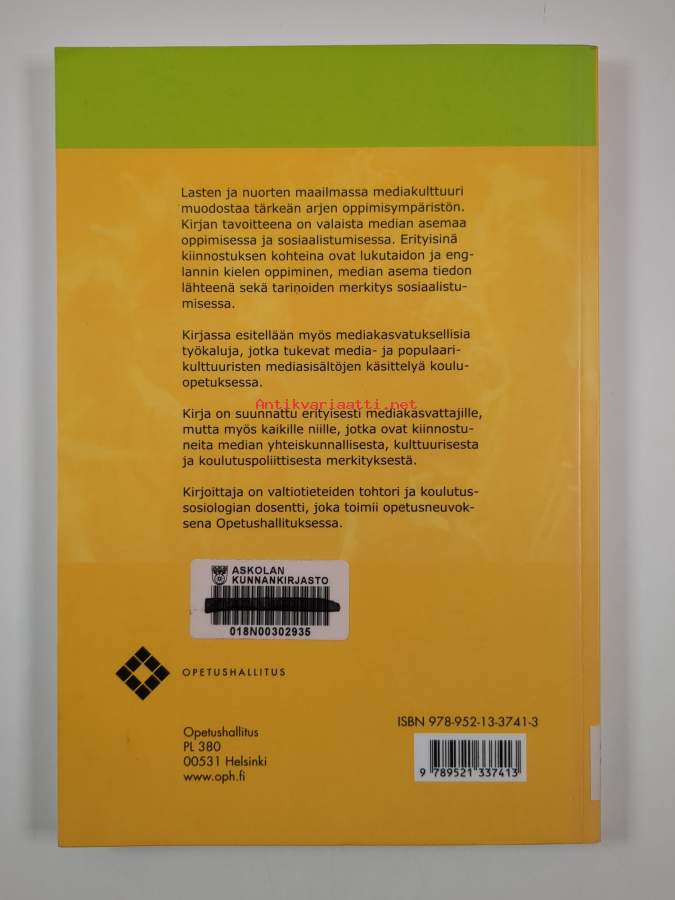 Lasten ja nuorten maailmassa mediakulttuuri
muodostaa tärkeän arjen oppimisympäristön.
Kirjan tavoitteena on valaista median asemaa
oppimisessa ja sosiaalistumisessa. Erityisinä
kiinnostuksen kohteina ovat lukutaidon ja eng-
lannin kielen oppiminen, median asema tiedon
lähteenä sekä tarinoiden merkitys sosiaalistu-
misessa.
Kirjassa esitellään myös mediakasvatuksellisia
työkaluja, jotka tukevat media- ja populaari-
kulttuuristen mediasisältöjen käsittelyä koulu-
opetuksessa.
Antikvariaatti.net
Kirja on suunnattu erityisesti mediakasvattajille,
mutta myös kaikille niille, jotka ovat kiinnostu-
neita median yhteiskunnallisesta, kulttuurisesta
ja koulutuspoliittisesta merkityksestä.
Kirjoittaja on valtiotieteiden tohtori ja koulutus-
sosiologian dosentti, joka toimii opetusneuvok-
sena Opetushallituksessa.
ASKOLAN
KUNNANKIRJASTO
018N00302935
OPETUSHALLITUS
Opetushallitus
PL 380
00531 Helsinki
www.oph.fi
ISBN 978-952-13-3741-3
9 789521 337413